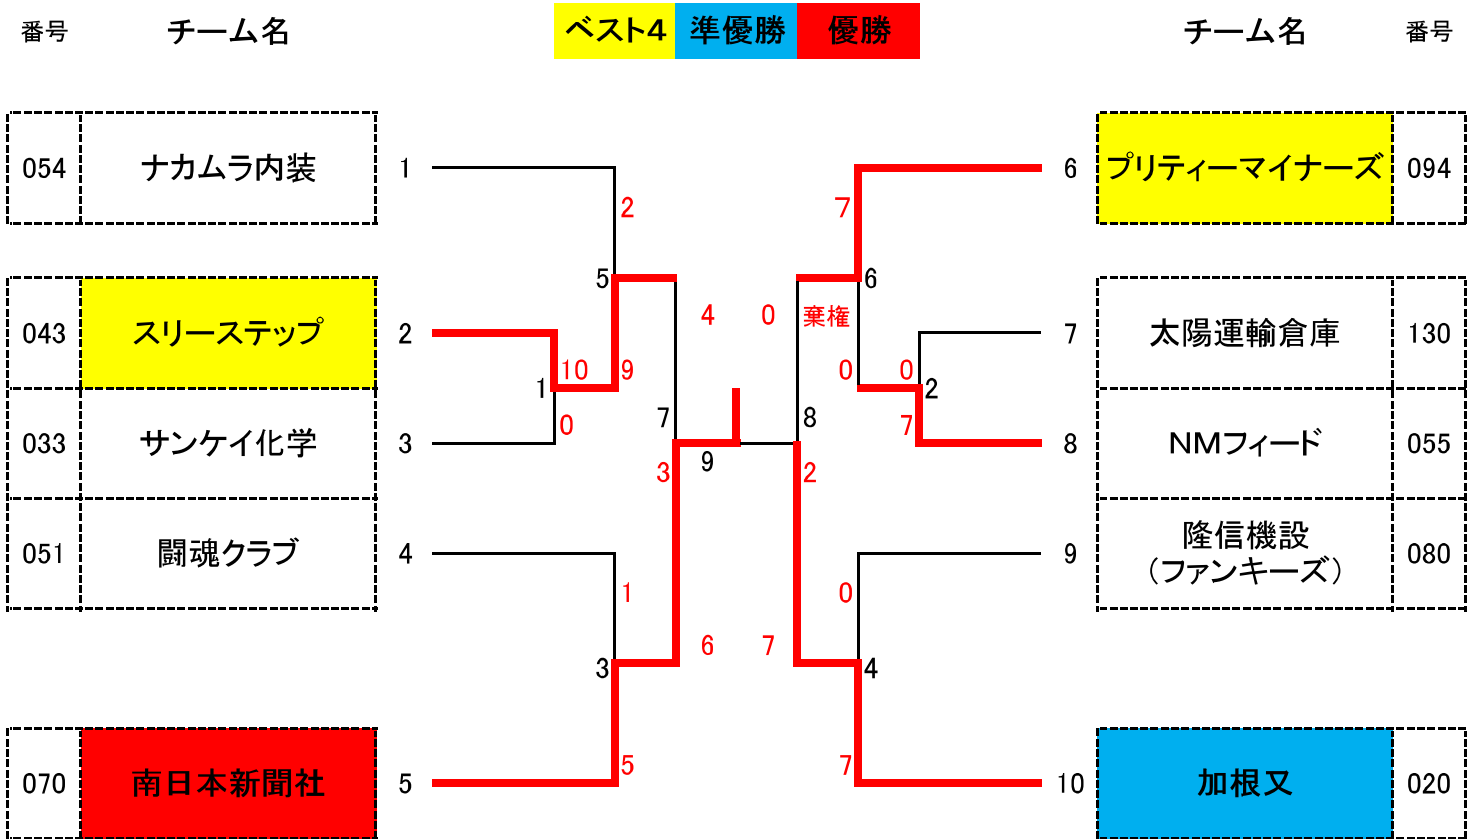 番号 チーム名 ベスト4 準優勝 優勝 チーム名 番号
054 ナカムラ内装 1 6 プリティーマイナーズ 094
2 7
5 6
4 0 棄権
043 スリーステップ 2 7 太陽運輸倉庫 130
10 9 0 0
1 2
7 8
0 7
033 サンケイ化学 3 8 NMフィード 055
9
3 2
隆信機設
051 闘魂クラブ 4 9 080
(ファンキーズ)
1 0
6 7
3 4
5 7
070 南日本新聞社 5 10 加根又 020